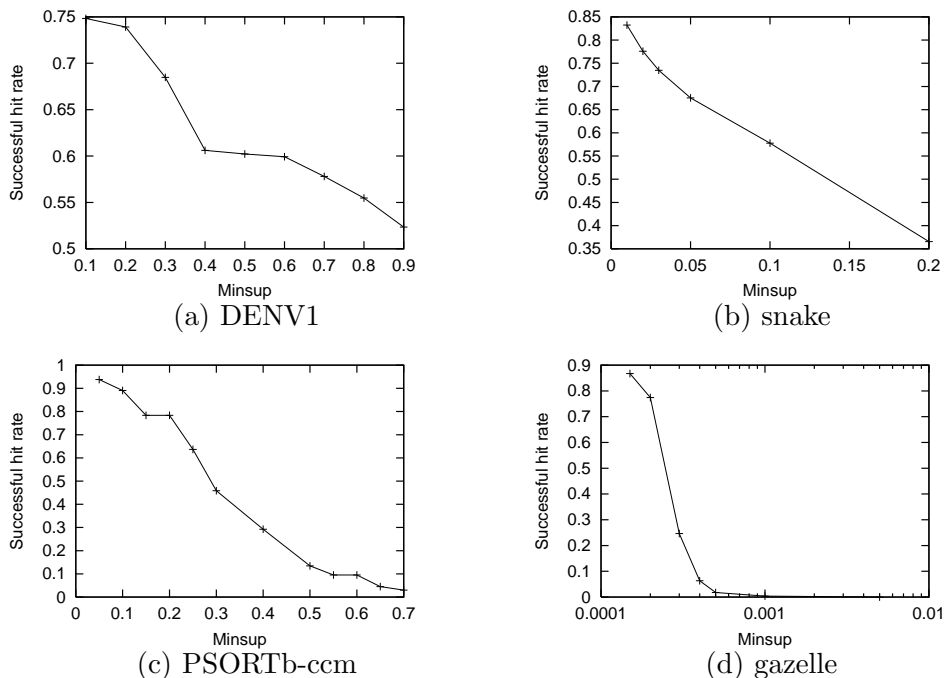 0.75
0.7
0.65
0.6
0.55
0.5
Successful hit rate
0.1 0.2 0.3 0.4 0.5 0.6 0.7 0.8 0.9
Minsup
(a) DENV1
0.85
0.8
0.75
0.7
0.65
0.6
0.55
0.5
0.45
0.4
0.35
Successful hit rate
0 0.05 0.1 0.15 0.2
Minsup
(b) snake
1
0.9
0.8
0.7
0.6
0.5
0.4
0.3
0.2
0.1
0
Successful hit rate
0 0.1 0.2 0.3 0.4 0.5 0.6 0.7
Minsup
(c) PSORTb-ccm
0.9
0.8
0.7
0.6
0.5
0.4
0.3
0.2
0.1
0
Successful hit rate
0.0001 0.001 0.01
Minsup
(d) gazelle